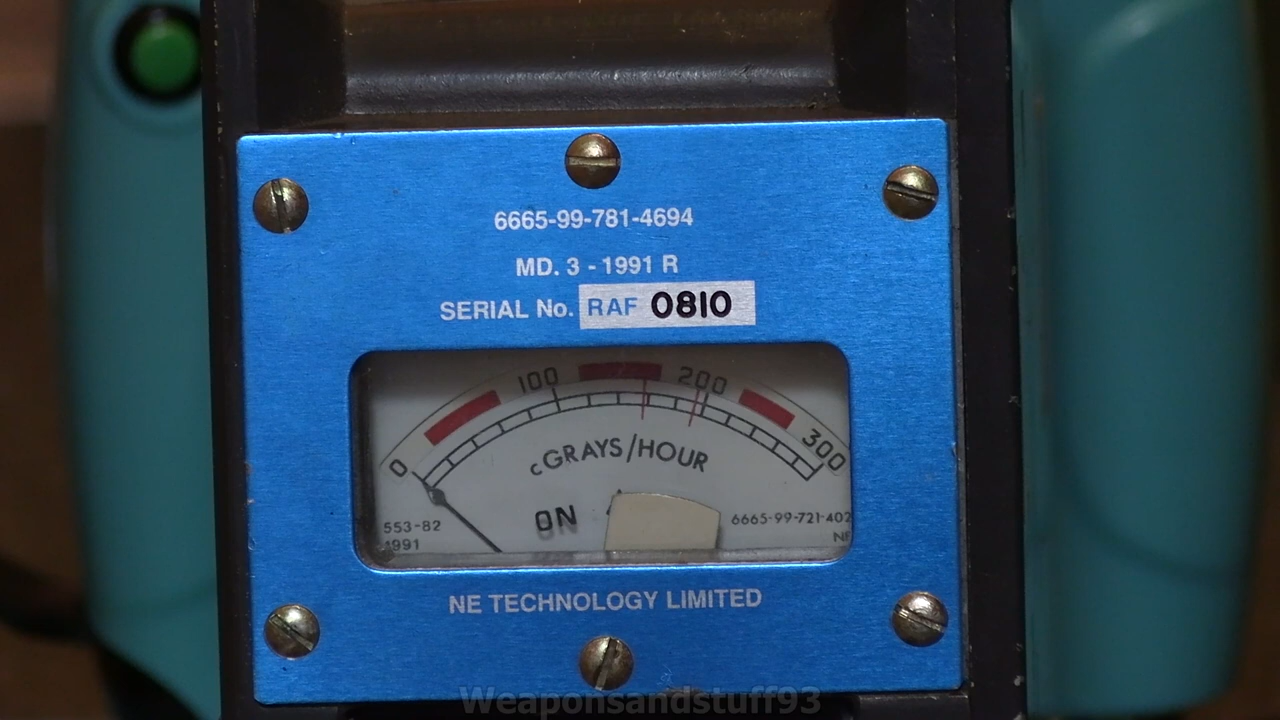 6665-99-781-4694
MD. 3 - 1991 R
SERIAL No. RAF 0810
0 100 200 300
cGRAYS/HOUR
ON
553-82
1991
6665-99-721-402
NE TECHNOLOGY LIMITED
Weaponsandstuff93